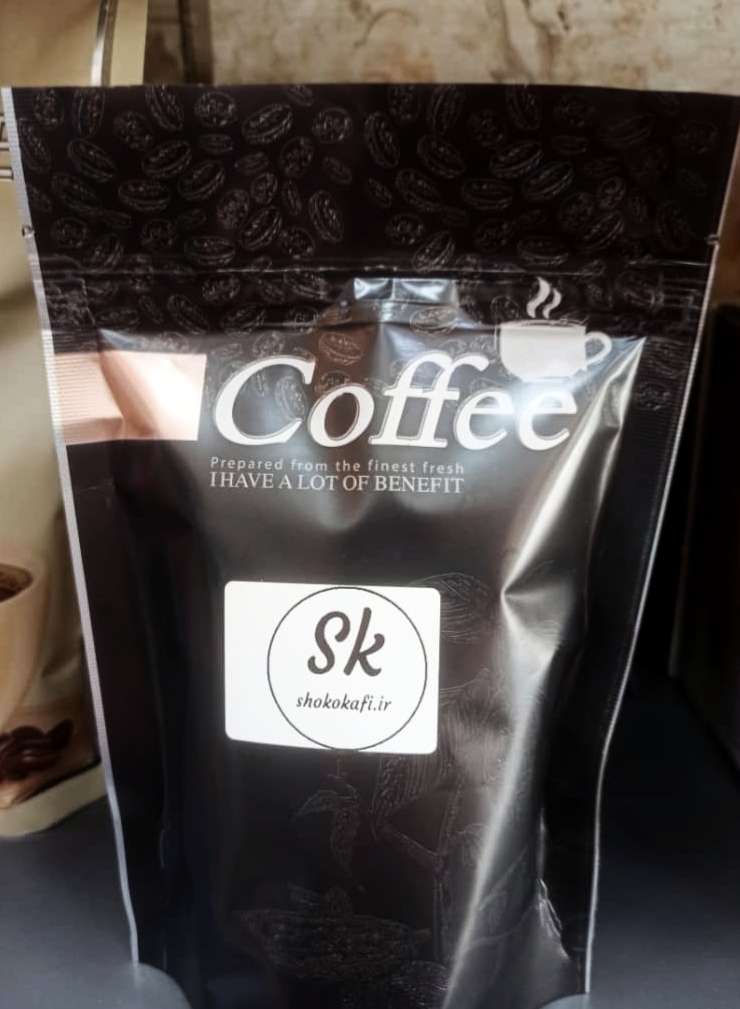 Coffee
Prepared from the finest fresh
I HAVE A LOT OF BENEFIT
Sk
shokokafi.ir